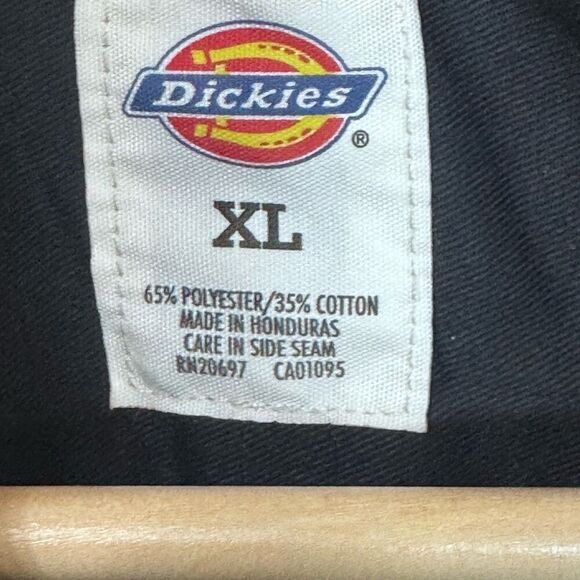 Dickies®
XL
65% POLYESTER/35% COTTON
MADE IN HONDURAS
CARE IN SIDE SEAM
RN20697 CA01095